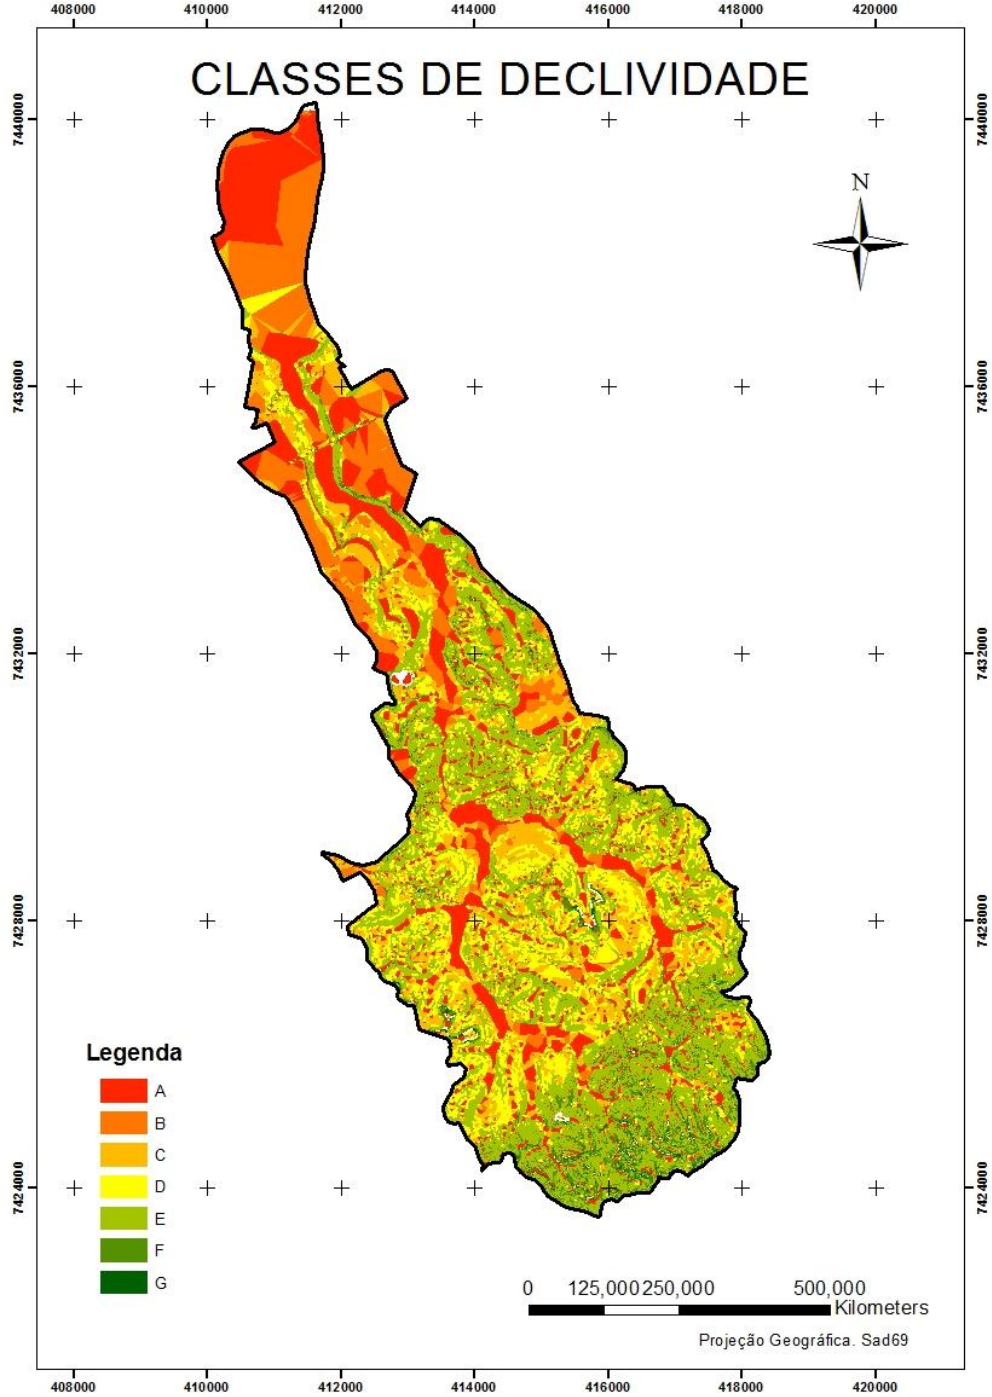 408000 410000 412000 414000 416000 418000 420000
CLASSES DE DECLIVIDADE
7440000 7440000
N
7436000 7436000
7432000 7432000
7428000 7428000
Legenda
A
B
C
D
E
F
G
7424000 7424000
0 125,000 250,000 500,000
Kilometers
Projeção Geográfica. Sad69
408000 410000 412000 414000 416000 418000 420000